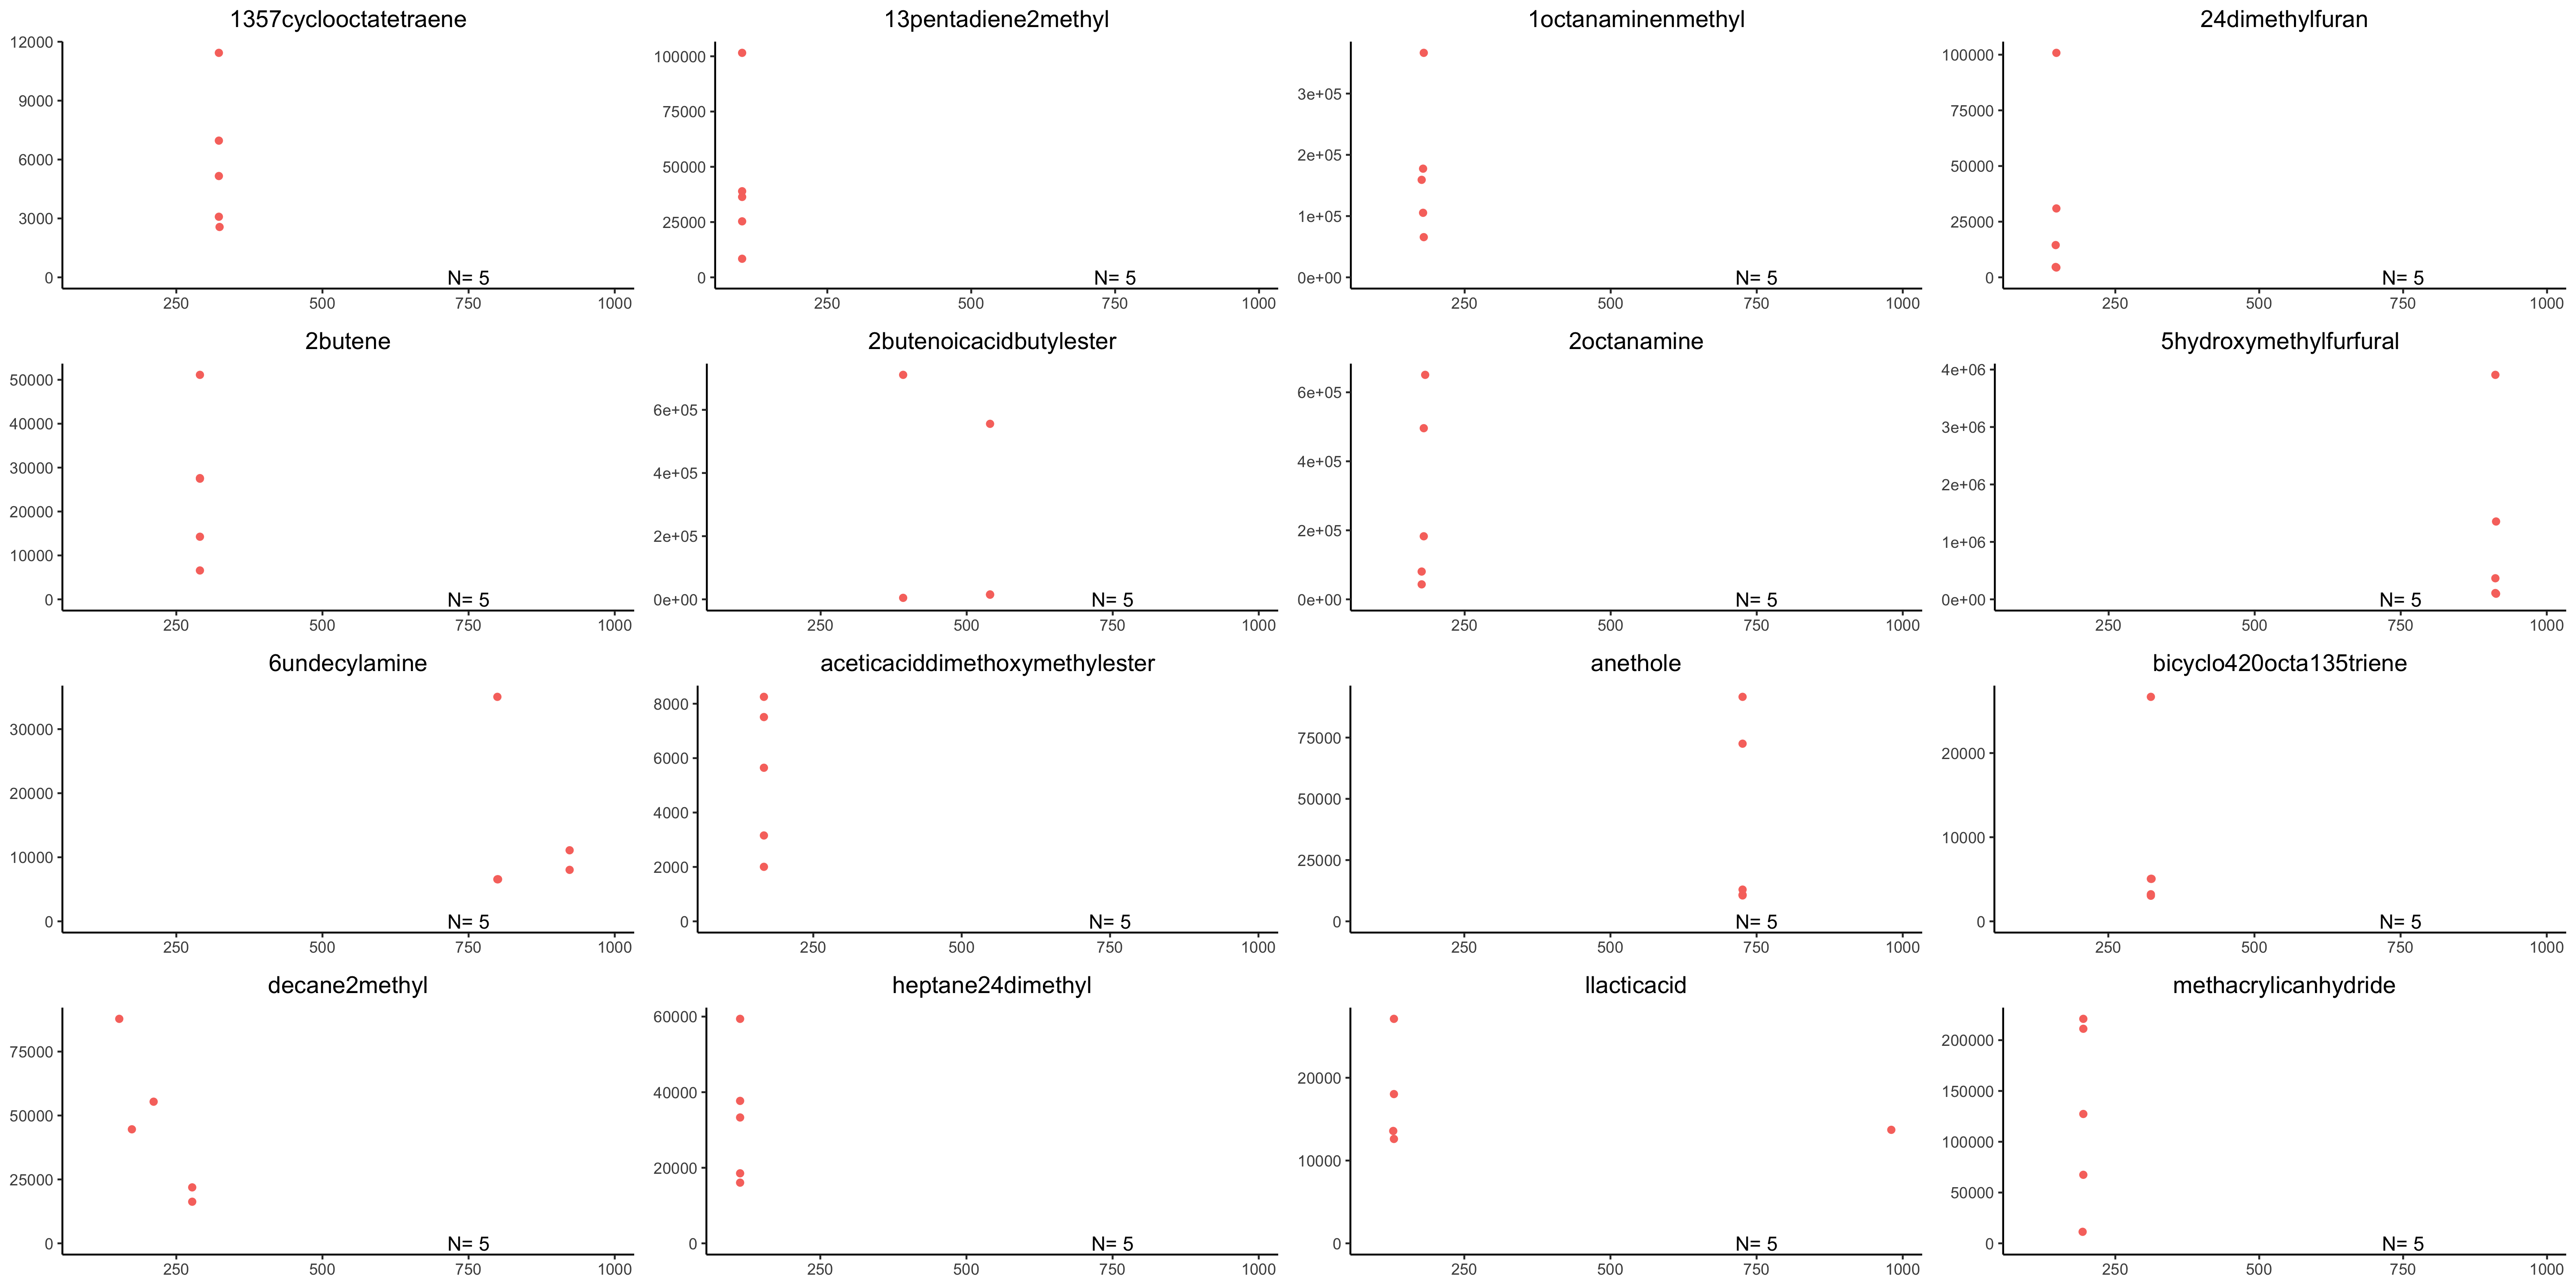 1357cyclooctatetraene
12000
9000
6000
3000
0
N= 5
250 500 750 1000
13pentadiene2methyl
100000
75000
50000
25000
0
N= 5
250 500 750 1000
1octanaminenmethyl
3e+05
2e+05
1e+05
0e+00
N= 5
250 500 750 1000
24dimethylfuran
100000
75000
50000
25000
0
N= 5
250 500 750 1000
2butene
50000
40000
30000
20000
10000
0
N= 5
250 500 750 1000
2butenoicacidbutylester
6e+05
4e+05
2e+05
0e+00
N= 5
250 500 750 1000
2octanamine
6e+05
4e+05
2e+05
0e+00
N= 5
250 500 750 1000
5hydroxymethylfurfural
4e+06
3e+06
2e+06
1e+06
0e+00
N= 5
250 500 750 1000
6undecylamine
30000
20000
10000
0
N= 5
250 500 750 1000
aceticaciddimethoxymethylester
8000
6000
4000
2000
0
N= 5
250 500 750 1000
anethole
75000
50000
25000
0
N= 5
250 500 750 1000
bicyclo420octa135triene
20000
10000
0
N= 5
250 500 750 1000
decane2methyl
75000
50000
25000
0
N= 5
250 500 750 1000
heptane24dimethyl
60000
40000
20000
0
N= 5
250 500 750 1000
llacticacid
20000
10000
0
N= 5
250 500 750 1000
methacrylicanhydride
200000
150000
100000
50000
0
N= 5
250 500 750 1000